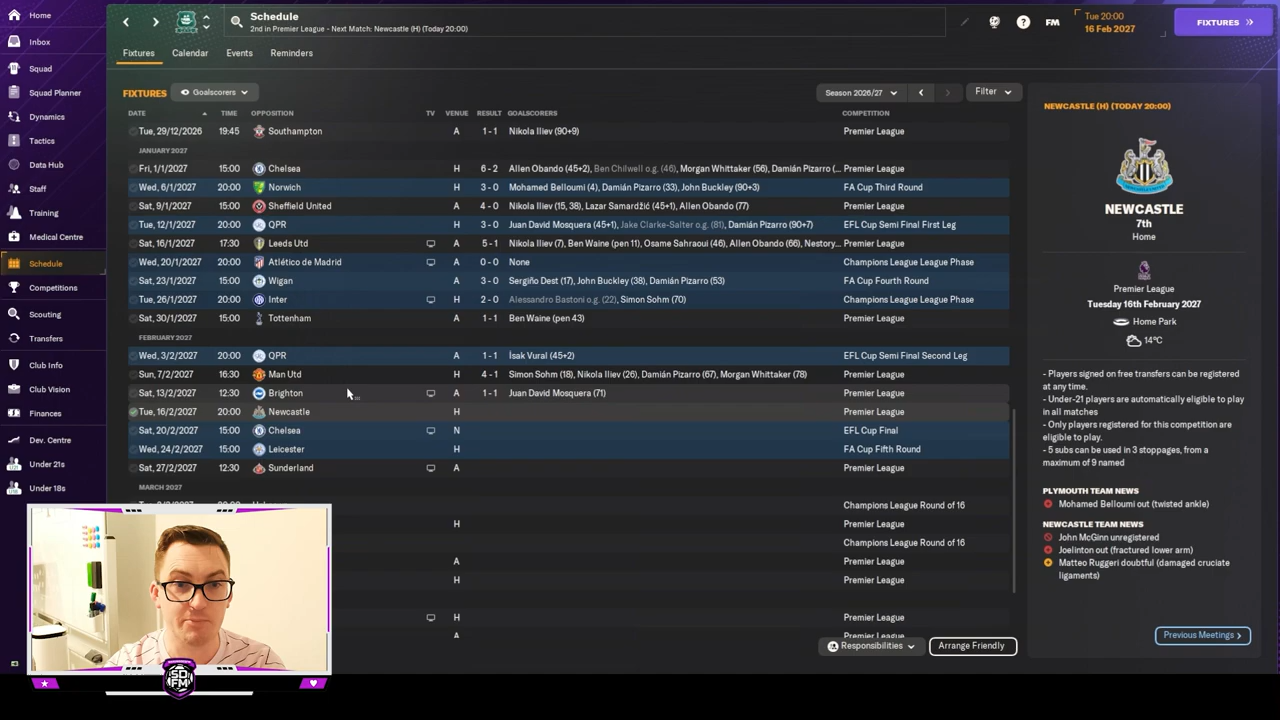 Home
Inbox
Squad
Squad Planner
Dynamics
Tactics
Data Hub
Staff
Training
Medical Centre
Schedule
Competitions
Scouting
Transfers
Club Info
Club Vision
Finances
Dev. Centre
Under 21s
Under 18s
Schedule
2nd in Premier League - Next Match: Newcastle (H) (Today 20:00)
FM
Tue 20:00
16 Feb 2027
FIXTURES
Fixtures Calendar Events Reminders
FIXTURES Goalscorers Season 2026/27 Filter
DATE TIME OPPOSITION TV VENUE RESULT GOALSCORERS COMPETITION
Tue, 29/12/2026 19:45 Southampton A 1 - 1 Nikola Iliev (90+9) Premier League
JANUARY 2027
Fri, 1/1/2027 15:00 Chelsea H 6 - 2 Allen Obando (45+2), Ben Chilwell o.g. (46), Morgan Whittaker (56), Damián Pizarro (... Premier League
Wed, 6/1/2027 20:00 Norwich H 3 - 0 Mohamed Belloumi (4), Damián Pizarro (33), John Buckley (90+3) FA Cup Third Round
Sat, 9/1/2027 15:00 Sheffield United A 4 - 0 Nikola Iliev (15, 38), Lazar Samardžić (45+1), Allen Obando (77) Premier League
Tue, 12/1/2027 20:00 QPR H 3 - 0 Juan David Mosquera (45+1), Jake Clarke-Salter o.g. (81), Damián Pizarro (90+7) EFL Cup Semi Final First Leg
Sat, 16/1/2027 17:30 Leeds Utd A 5 - 1 Nikola Iliev (7), Ben Waine (pen 11), Osame Sahraoui (46), Allen Obando (66), Nestory... Premier League
Wed, 20/1/2027 20:00 Atlético de Madrid A 0 - 0 None Champions League League Phase
Sat, 23/1/2027 15:00 Wigan A 3 - 0 Sergiño Dest (17), John Buckley (38), Damián Pizarro (53) FA Cup Fourth Round
Tue, 26/1/2027 20:00 Inter H 2 - 0 Alessandro Bastoni o.g. (22), Simon Sohm (70) Champions League League Phase
Sat, 30/1/2027 15:00 Tottenham A 1 - 1 Ben Waine (pen 43) Premier League
FEBRUARY 2027
Wed, 3/2/2027 20:00 QPR A 1 - 1 Ísak Vural (45+2) EFL Cup Semi Final Second Leg
Sun, 7/2/2027 16:30 Man Utd H 4 - 1 Simon Sohm (18), Nikola Iliev (26), Damián Pizarro (67), Morgan Whittaker (78) Premier League
Sat, 13/2/2027 12:30 Brighton A 1 - 1 Juan David Mosquera (71) Premier League
Tue, 16/2/2027 20:00 Newcastle H Premier League
Sat, 20/2/2027 15:00 Chelsea N EFL Cup Final
Wed, 24/2/2027 15:00 Leicester H FA Cup Fifth Round
Sat, 27/2/2027 12:30 Sunderland A Premier League
MARCH 2027
Champions League Round of 16
H Premier League
Champions League Round of 16
A Premier League
H Premier League
H Premier League
A Premier League
Responsibilities Arrange Friendly
NEWCASTLE (H) (TODAY 20:00)
NEWCASTLE
7th
Home
Premier League
Tuesday 16th February 2027
Home Park
14°C
- Players signed on free transfers can be registered
at any time.
- Under-21 players are automatically eligible to play
in all matches
- Only players registered for this competition are
eligible to play.
- 5 subs can be used in 3 stoppages, from a
maximum of 9 named
PLYMOUTH TEAM NEWS
Mohamed Belloumi out (twisted ankle)
NEWCASTLE TEAM NEWS
John McGinn unregistered
Joelinton out (fractured lower arm)
Matteo Ruggeri doubtful (damaged cruciate
ligaments)
Previous Meetings
SDFM